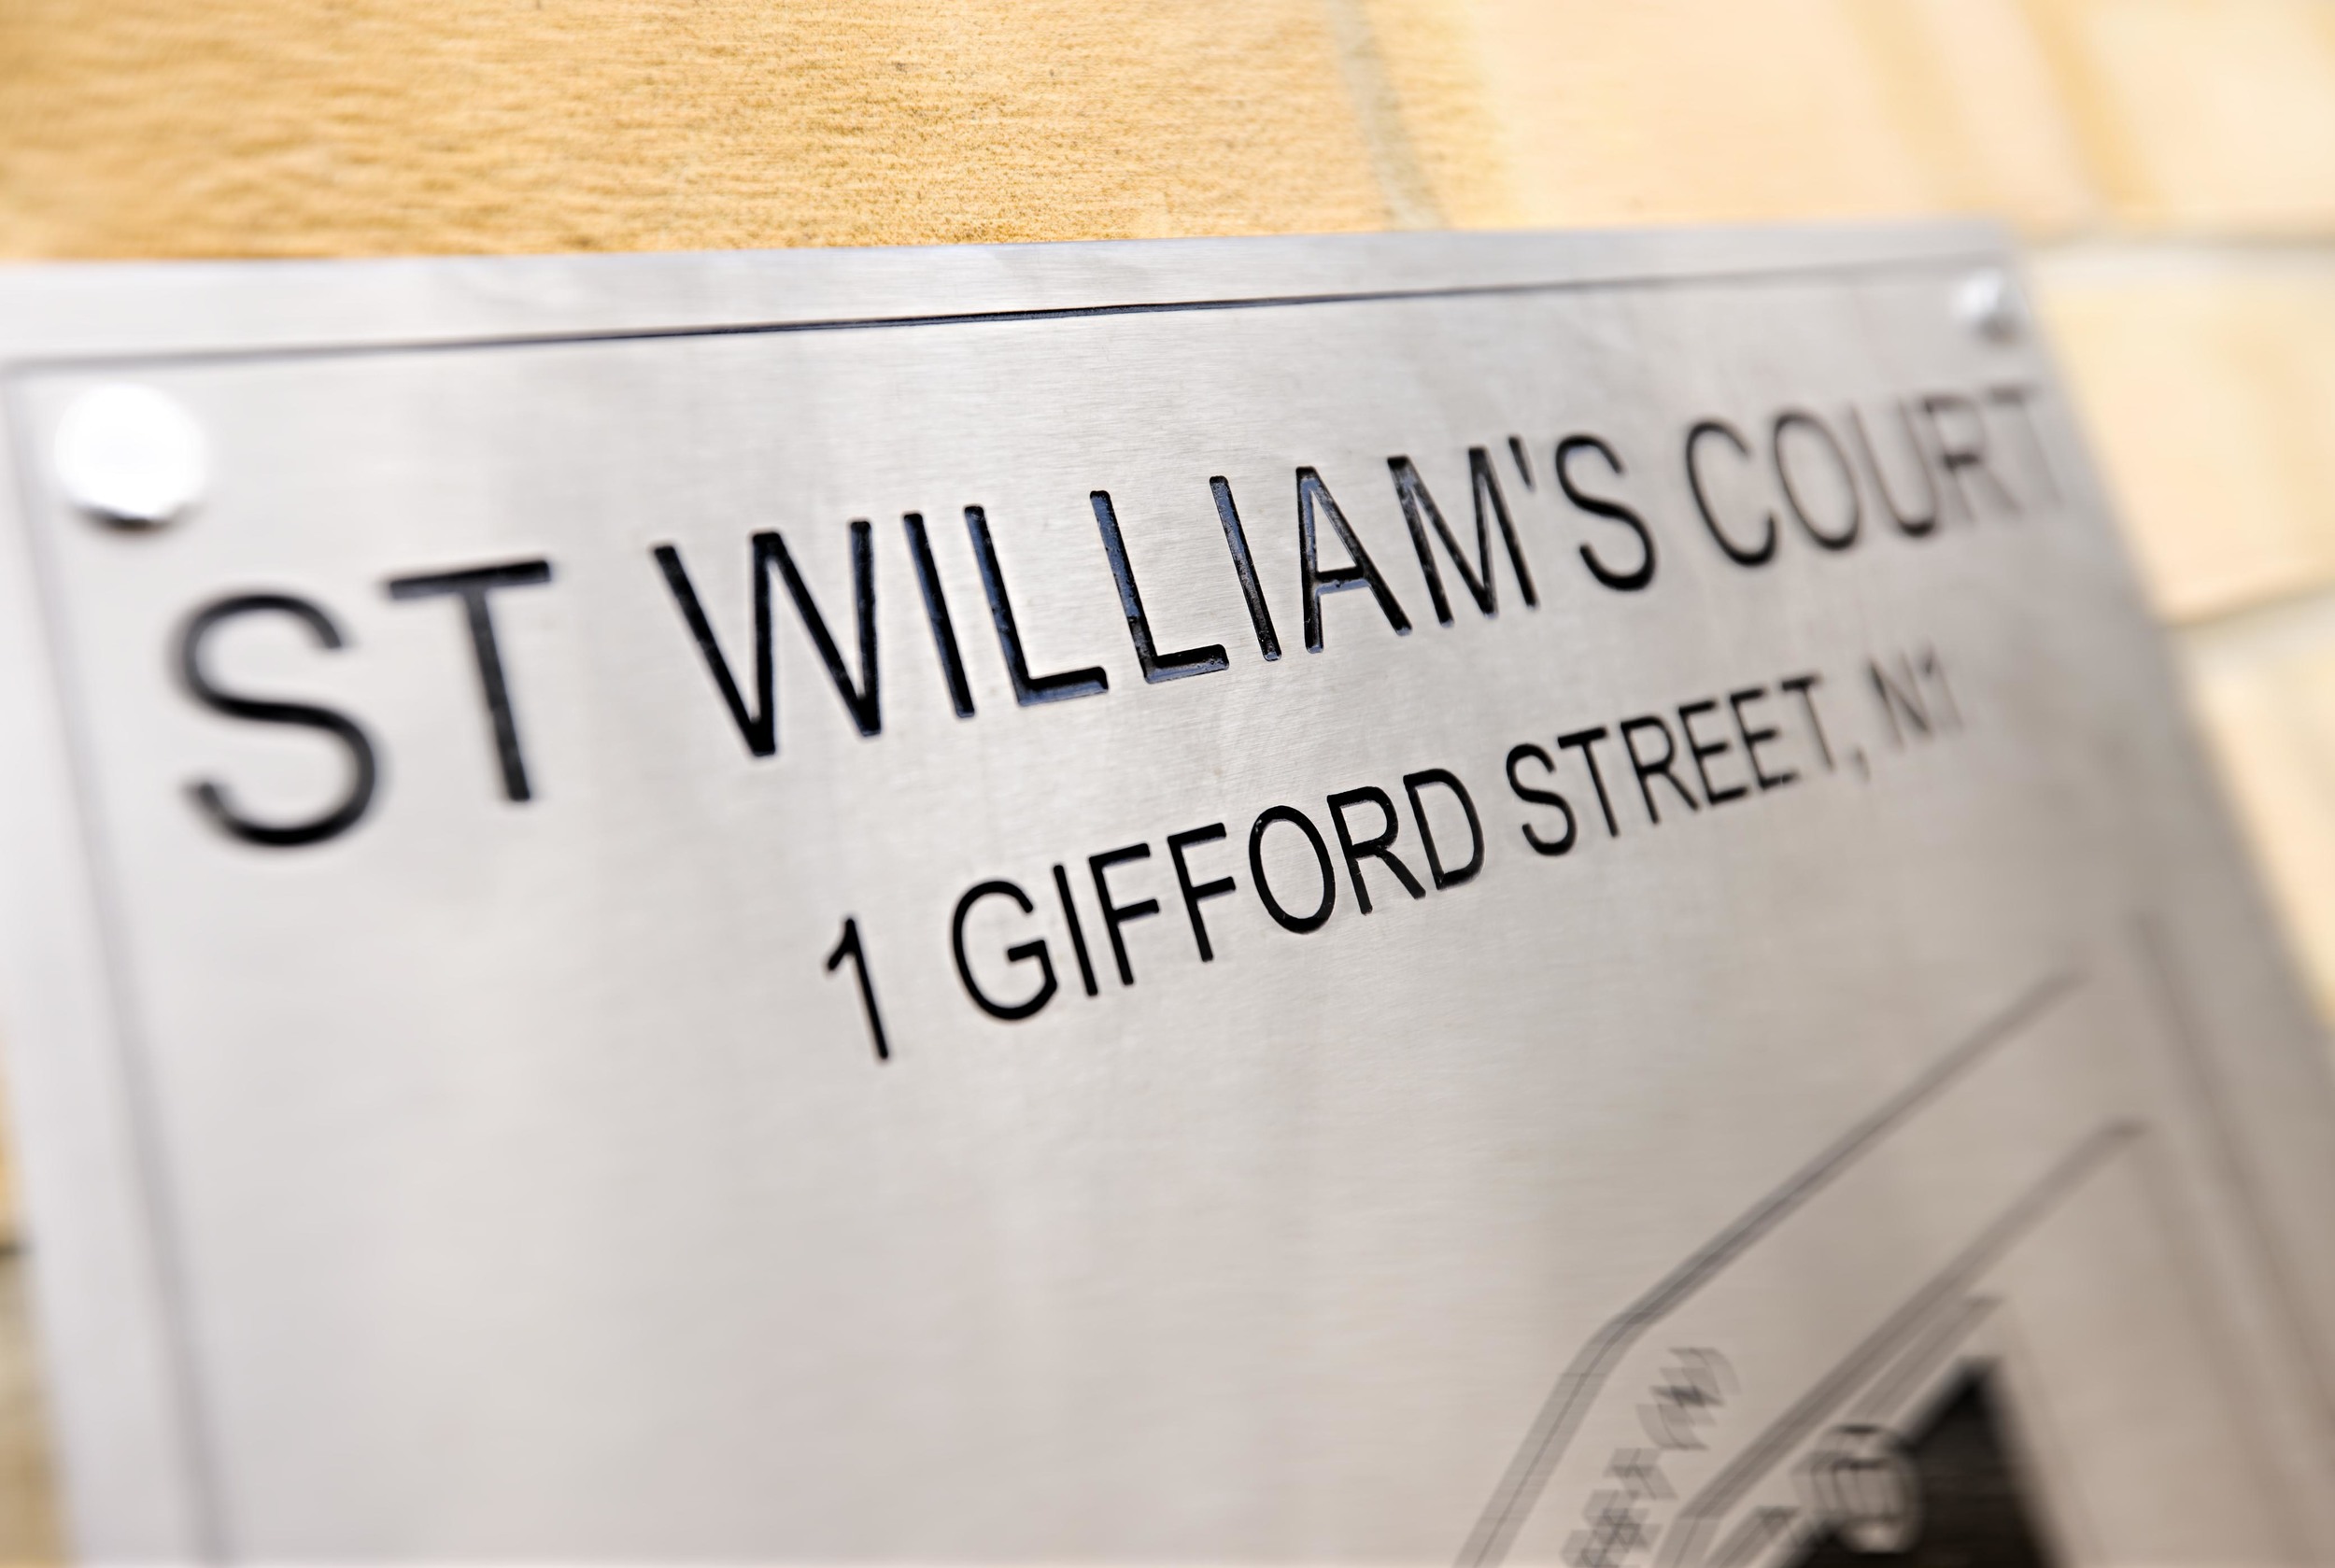 ST WILLIAM'S COURT
1 GIFFORD STREET, N1